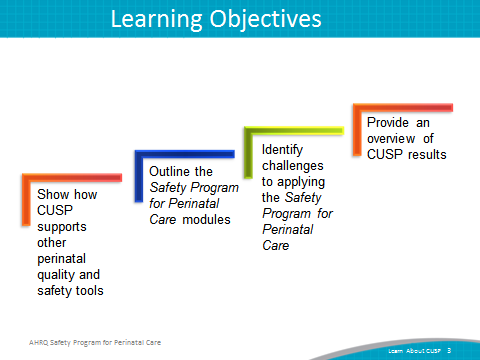 Learning Objectives
Show how
CUSP
supports
other
perinatal
quality and
safety tools
Outline the
Safety Program
for Perinatal
Care modules
Identify
challenges
to applying
the Safety
Program for
Perinatal
Care
Provide an
overview of
CUSP results
AHRQ Safety Program for Perinatal Care
Learn About CUSP 3